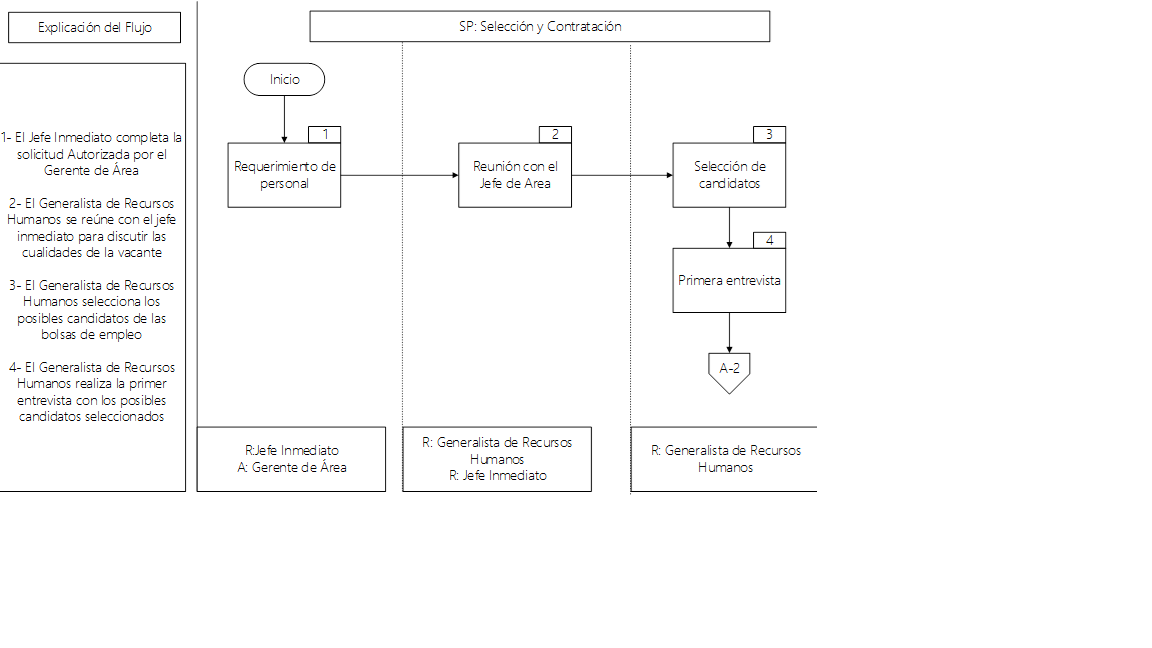 Explicación del Flujo
1- El Jefe Inmediato completa la
solicitud Autorizada por el
Gerente de Área
2- El Generalista de Recursos
Humanos se reúne con el jefe
inmediato para discutir las
cualidades de la vacante
3- El Generalista de Recursos
Humanos selecciona los
posibles candidatos de las
bolsas de empleo
4- El Generalista de Recursos
Humanos realiza la primer
entrevista con los posibles
candidatos seleccionados
SP: Selección y Contratación
Inicio
1
Requerimiento de
personal
2
Reunión con el
Jefe de Area
3
Selección de
candidatos
4
Primera entrevista
A-2
R:Jefe Inmediato
A: Gerente de Área
R: Generalista de Recursos
Humanos
R: Jefe Inmediato
R: Generalista de Recursos
Humanos